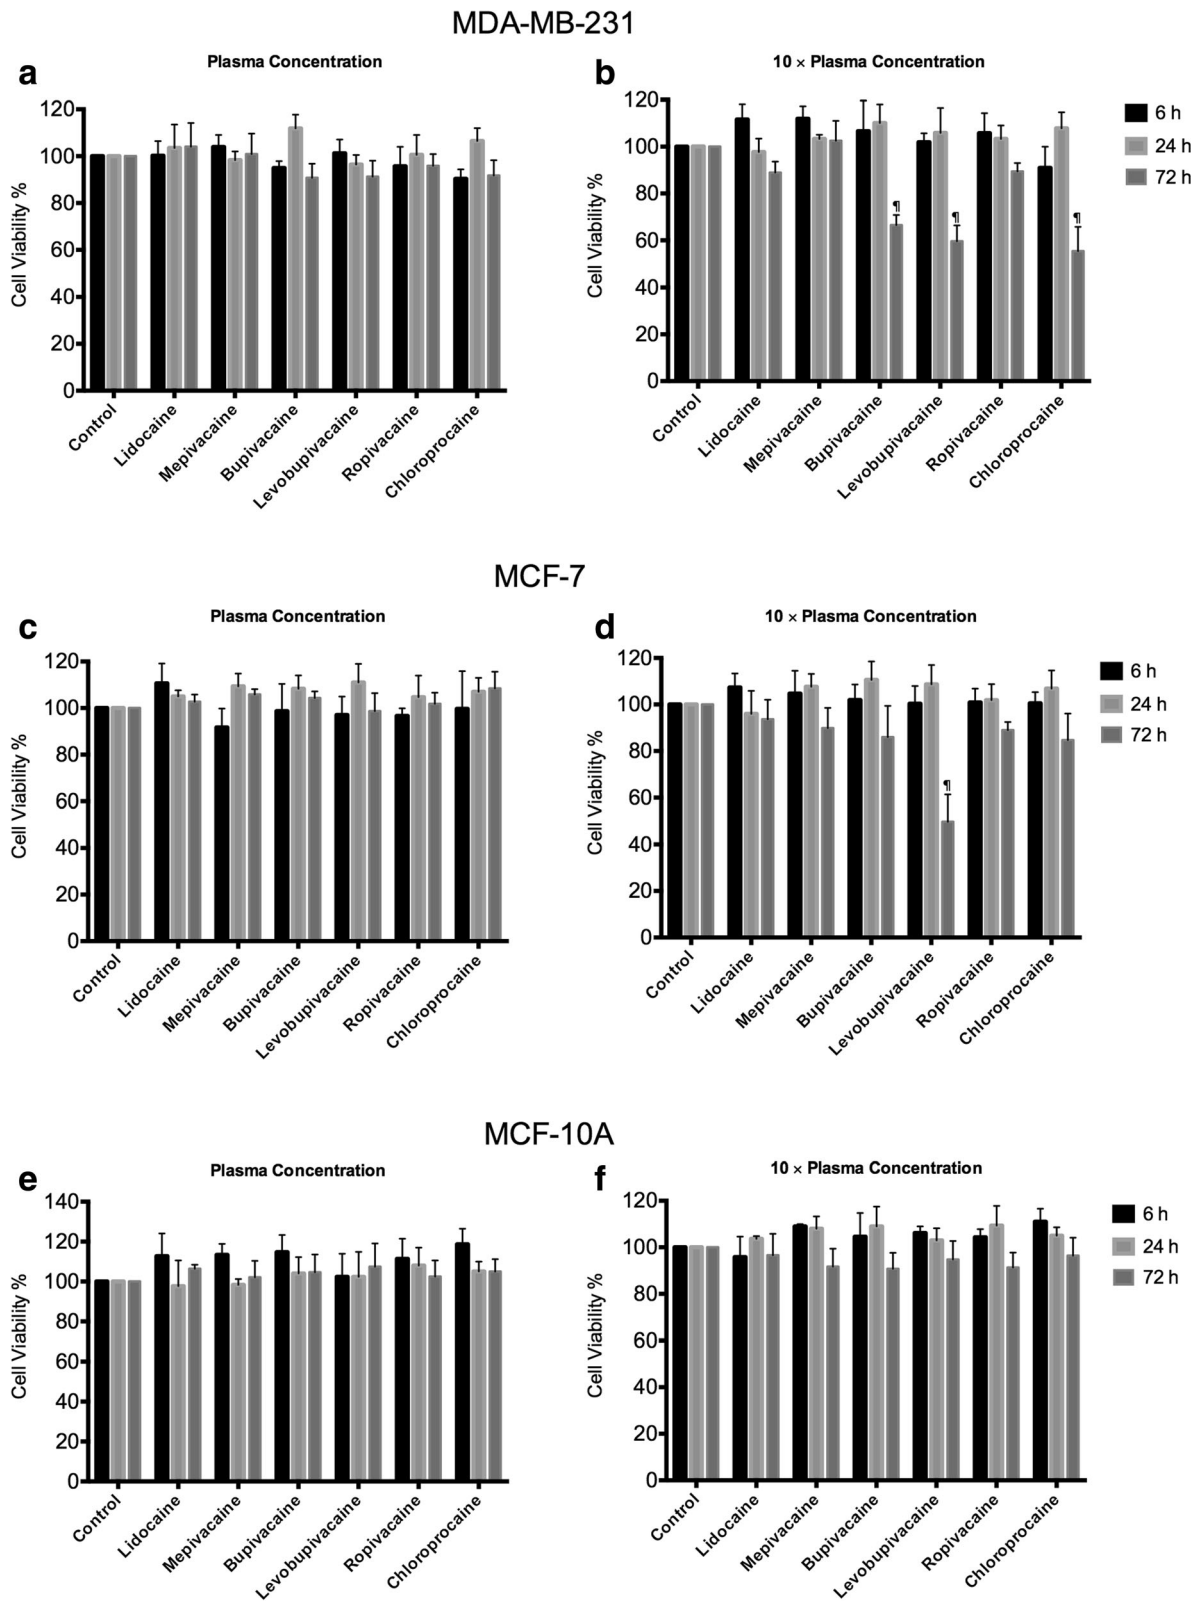 MDA-MB-231
a
Plasma Concentration
Cell Viability %
120
100
80
60
40
20
0
Control
Lidocaine
Mepivacaine
Bupivacaine
Levobupivacaine
Ropivacaine
Chloroprocaine
b
10 × Plasma Concentration
Cell Viability %
120
100
80
60
40
20
0
¶
¶
¶
Control
Lidocaine
Mepivacaine
Bupivacaine
Levobupivacaine
Ropivacaine
Chloroprocaine
6 h
24 h
72 h
MCF-7
c
Plasma Concentration
Cell Viability %
120
100
80
60
40
20
0
Control
Lidocaine
Mepivacaine
Bupivacaine
Levobupivacaine
Ropivacaine
Chloroprocaine
d
10 × Plasma Concentration
Cell Viability %
120
100
80
60
40
20
0
¶
Control
Lidocaine
Mepivacaine
Bupivacaine
Levobupivacaine
Ropivacaine
Chloroprocaine
6 h
24 h
72 h
MCF-10A
e
Plasma Concentration
Cell Viability %
140
120
100
80
60
40
20
0
Control
Lidocaine
Mepivacaine
Bupivacaine
Levobupivacaine
Ropivacaine
Chloroprocaine
f
10 × Plasma Concentration
Cell Viability %
120
100
80
60
40
20
0
Control
Lidocaine
Mepivacaine
Bupivacaine
Levobupivacaine
Ropivacaine
Chloroprocaine
6 h
24 h
72 h